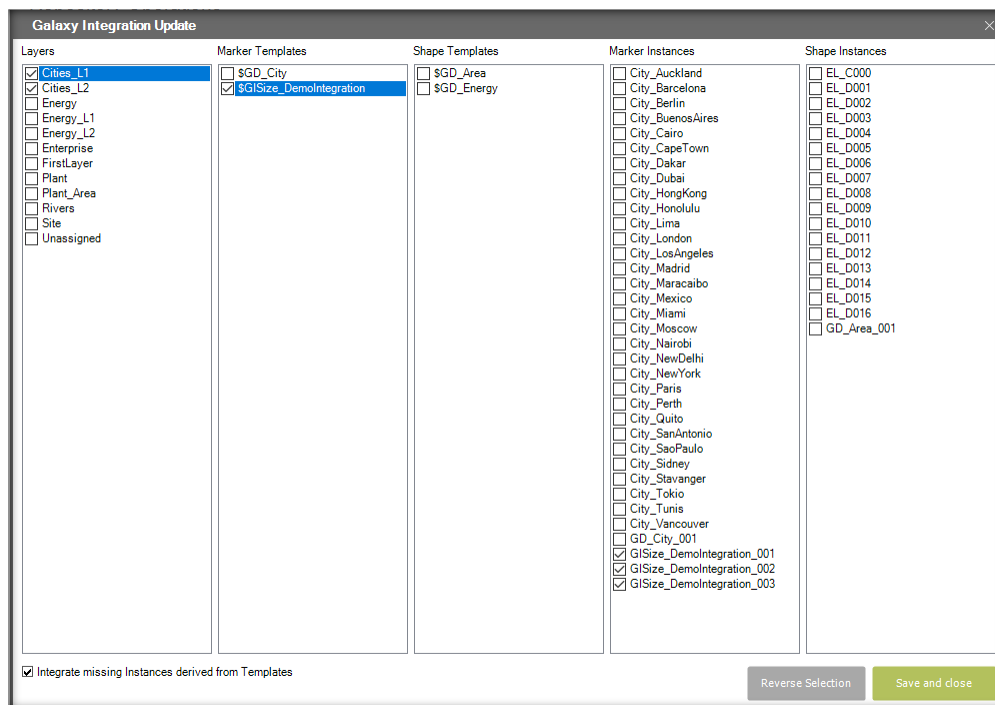 Galaxy Integration Update
Layers
Cities_L1
Cities_L2
Energy
Energy_L1
Energy_L2
Enterprise
FirstLayer
Plant
Plant_Area
Rivers
Site
Unassigned
Marker Templates
$GD_City
$GISize_DemoIntegration
Shape Templates
$GD_Area
$GD_Energy
Marker Instances
City_Auckland
City_Barcelona
City_Berlin
City_BuenosAires
City_Cairo
City_CapeTown
City_Dakar
City_Dubai
City_HongKong
City_Honolulu
City_Lima
City_London
City_LosAngeles
City_Madrid
City_Maracaibo
City_Mexico
City_Miami
City_Moscow
City_Nairobi
City_NewDelhi
City_NewYork
City_Paris
City_Perth
City_Quito
City_SanAntonio
City_SaoPaulo
City_Sidney
City_Stavanger
City_Tokio
City_Tunis
City_Vancouver
GD_City_001
GISize_DemoIntegration_001
GISize_DemoIntegration_002
GISize_DemoIntegration_003
Shape Instances
EL_C000
EL_D001
EL_D002
EL_D003
EL_D004
EL_D005
EL_D006
EL_D007
EL_D008
EL_D009
EL_D010
EL_D011
EL_D012
EL_D013
EL_D014
EL_D015
EL_D016
GD_Area_001
Integrate missing Instances derived from Templates
Reverse Selection
Save and close